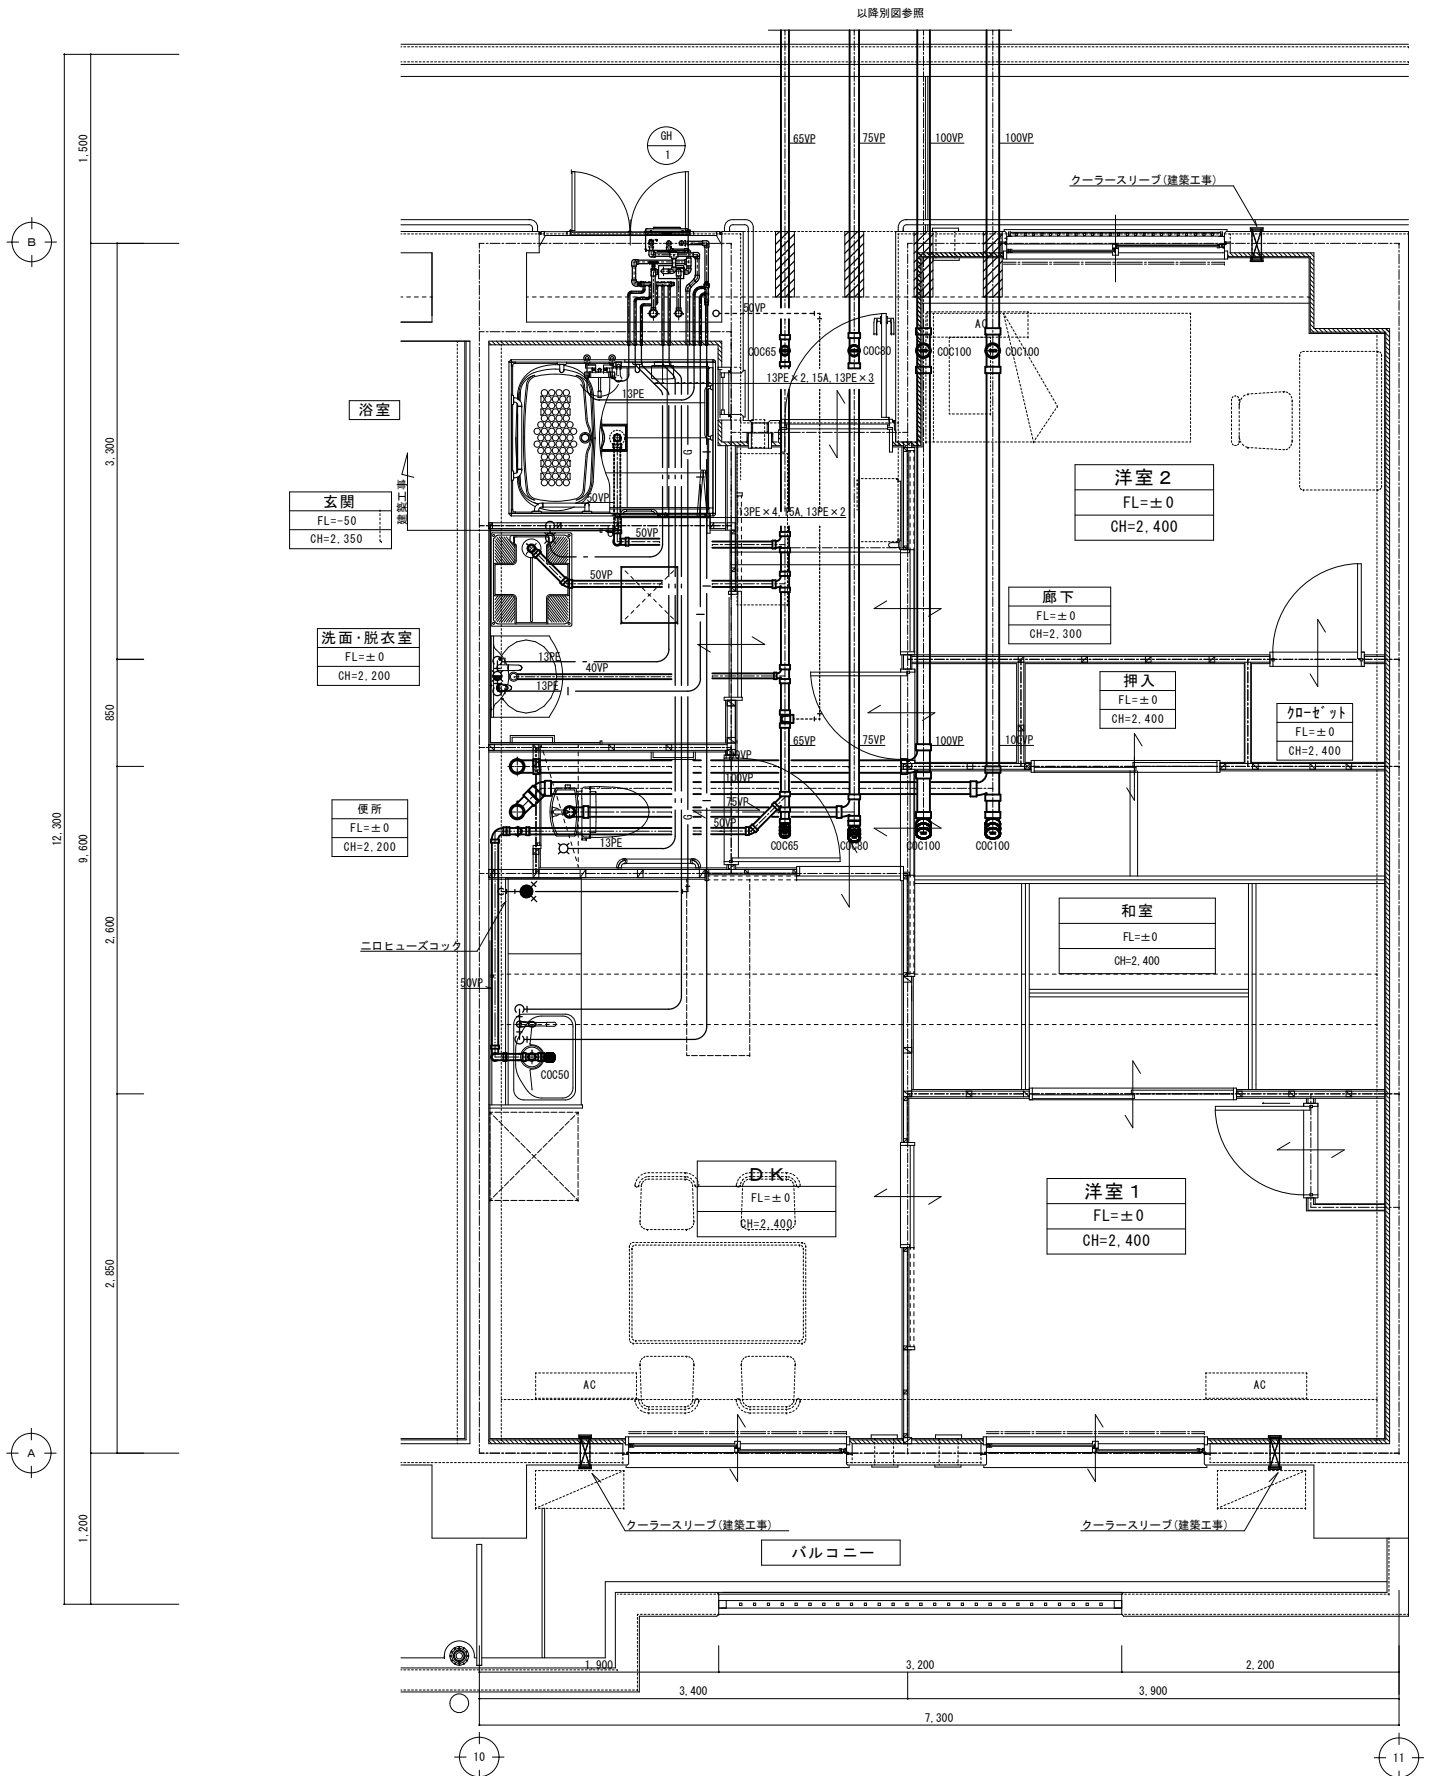 以降別図参照
1,500
GH
1
65VP
75VP
100VP
100VP
クーラースリーブ(建築工事)
B
50VP
COC65
COC80
COC100
AC
COC100
13PE×2,15A,13PE×3
13PE
浴室
3,300
G
洋室2
FL=±0
CH=2,400
玄関
FL=-50
CH=2,350
建築工事
50VP
13PE×4,15A,13PE×2
50VP
50VP
廊下
FL=±0
CH=2,300
洗面・脱衣室
FL=±0
CH=2,200
13PE
40VP
13PE
押入
FL=±0
CH=2,400
クローゼット
FL=±0
CH=2,400
850
65VP
75VP
100VP
100VP
100VP
75VP
50VP
便所
FL=±0
CH=2,200
G
13PE
COC65
COC80
COC100
COC100
12,300
9,600
2,600
二口ヒューズコック
50VP
和室
FL=±0
CH=2,400
COC50
DK
FL=±0
CH=2,400
洋室1
FL=±0
CH=2,400
2,850
AC
AC
A
1,200
クーラースリーブ(建築工事)
クーラースリーブ(建築工事)
バルコニー
1,900
3,200
2,200
3,400
3,900
7,300
10
11